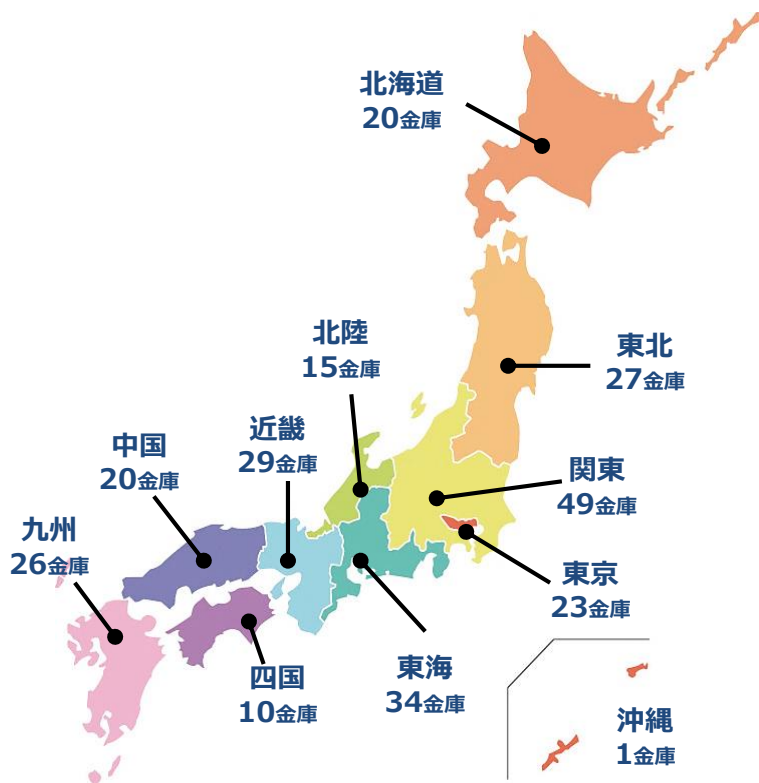 北海道
20金庫
東北
27金庫
北陸
15金庫
近畿
29金庫
中国
20金庫
関東
49金庫
九州
26金庫
東京
23金庫
四国
10金庫
東海
34金庫
沖縄
1金庫